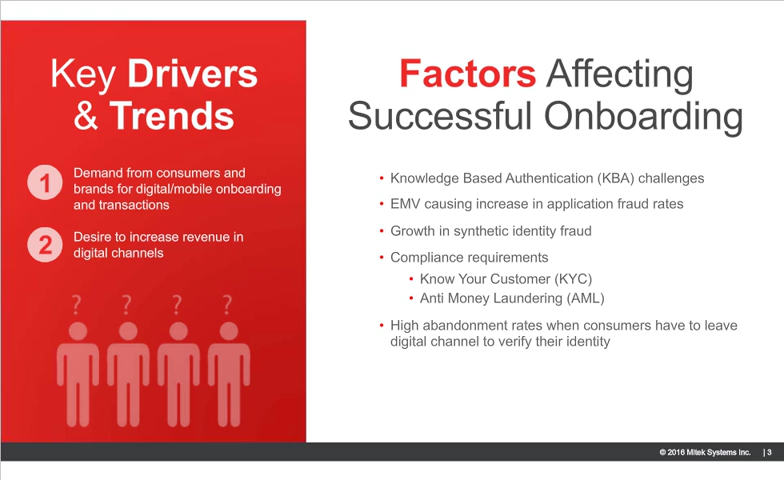 Key Drivers
& Trends
1
Demand from consumers and
brands for digital/mobile onboarding
and transactions
2
Desire to increase revenue in
digital channels
? ? ? ?
Factors Affecting
Successful Onboarding
• Knowledge Based Authentication (KBA) challenges
• EMV causing increase in application fraud rates
• Growth in synthetic identity fraud
• Compliance requirements
• Know Your Customer (KYC)
• Anti Money Laundering (AML)
• High abandonment rates when consumers have to leave
digital channel to verify their identity
© 2016 Mitek Systems Inc. | 3